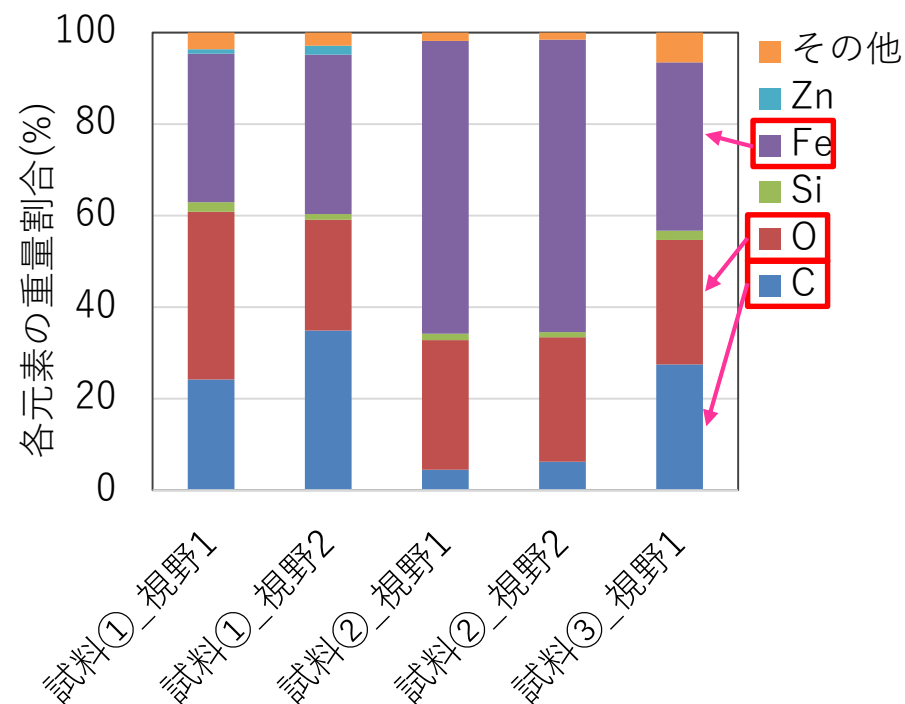 各元素の重量割合(%)
100
80
60
40
20
0
その他
Zn
Fe
Si
O
C
試料①_視野1
試料①_視野2
試料②_視野1
試料②_視野2
試料③_視野1